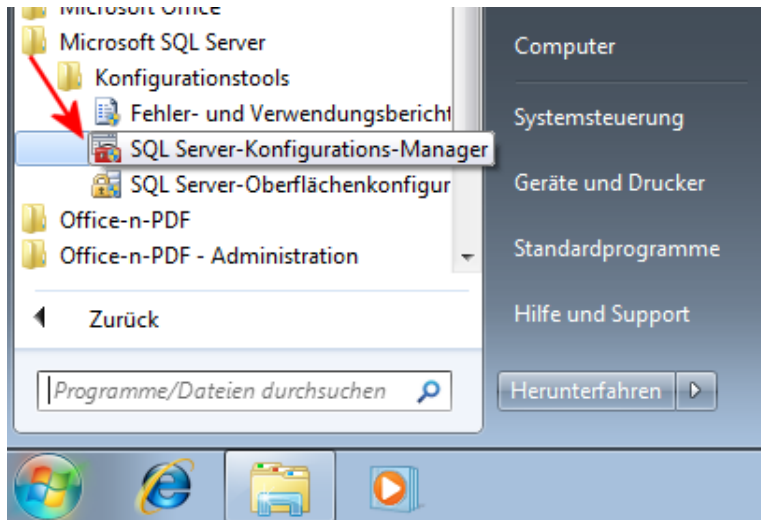 Microsoft Office
Microsoft SQL Server
Konfigurationstools
Fehler- und Verwendungsbericht
SQL Server-Konfigurations-Manager
SQL Server-Oberflächenkonfigur
Office-n-PDF
Office-n-PDF - Administration
Zurück
Programme/Dateien durchsuchen
Computer
Systemsteuerung
Geräte und Drucker
Standardprogramme
Hilfe und Support
Herunterfahren